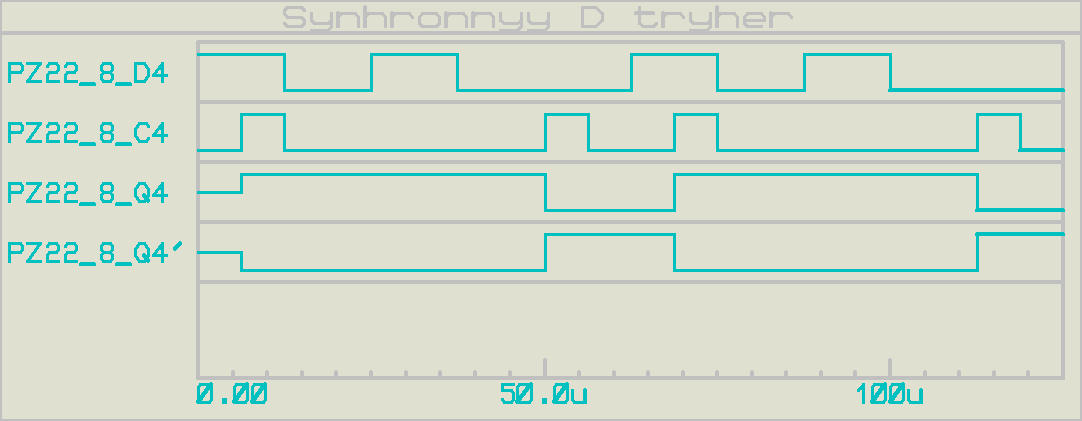 Synhronnyy D tryher
PZ22_8_D4
PZ22_8_C4
PZ22_8_Q4
PZ22_8_Q4'
0.00 50.0u 100u